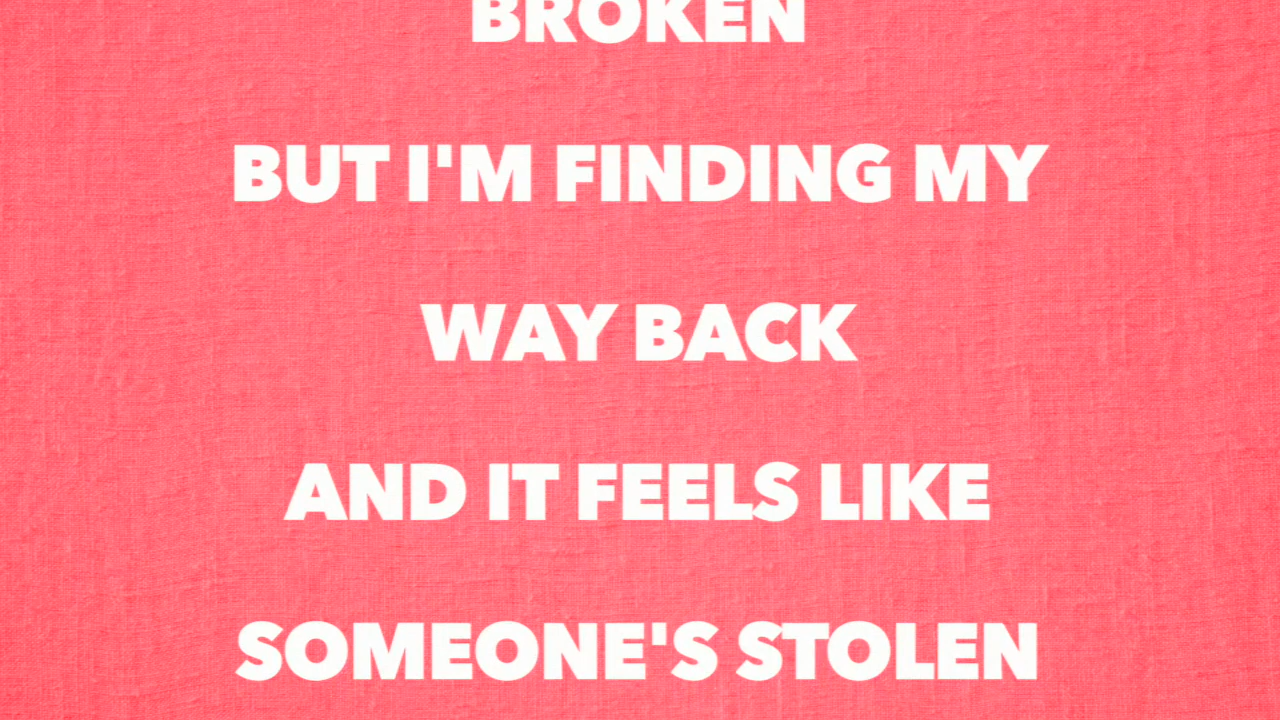 BROKEN
BUT I'M FINDING MY
WAY BACK
AND IT FEELS LIKE
SOMEONE'S STOLEN